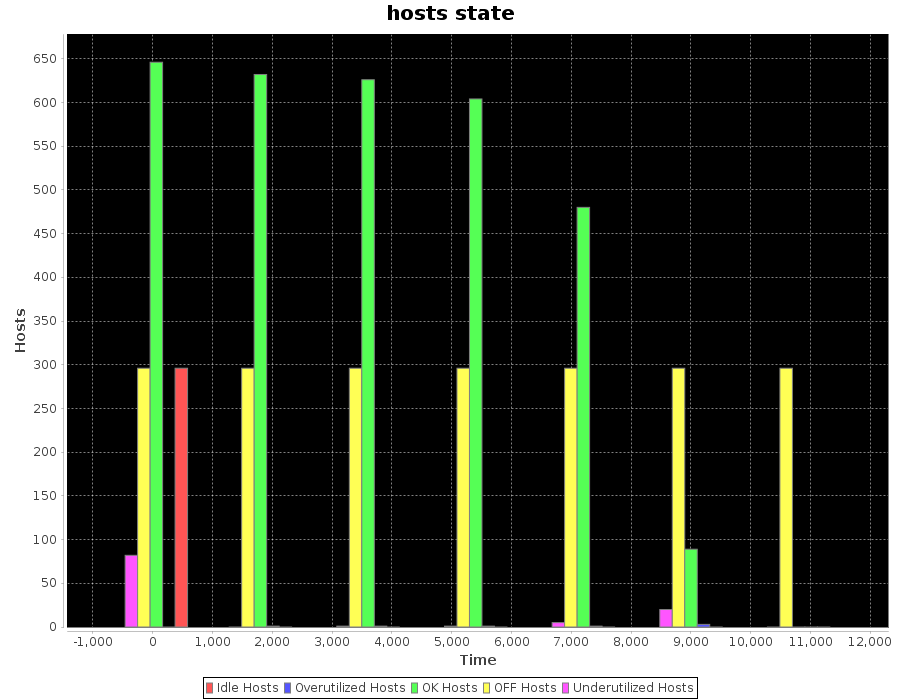 hosts state
650
600
550
500
450
400
350
300
250
200
150
100
50
0
Hosts
-1,000 0 1,000 2,000 3,000 4,000 5,000 6,000 7,000 8,000 9,000 10,000 11,000 12,000
Time
Idle Hosts Overutilized Hosts OK Hosts OFF Hosts Underutilized Hosts